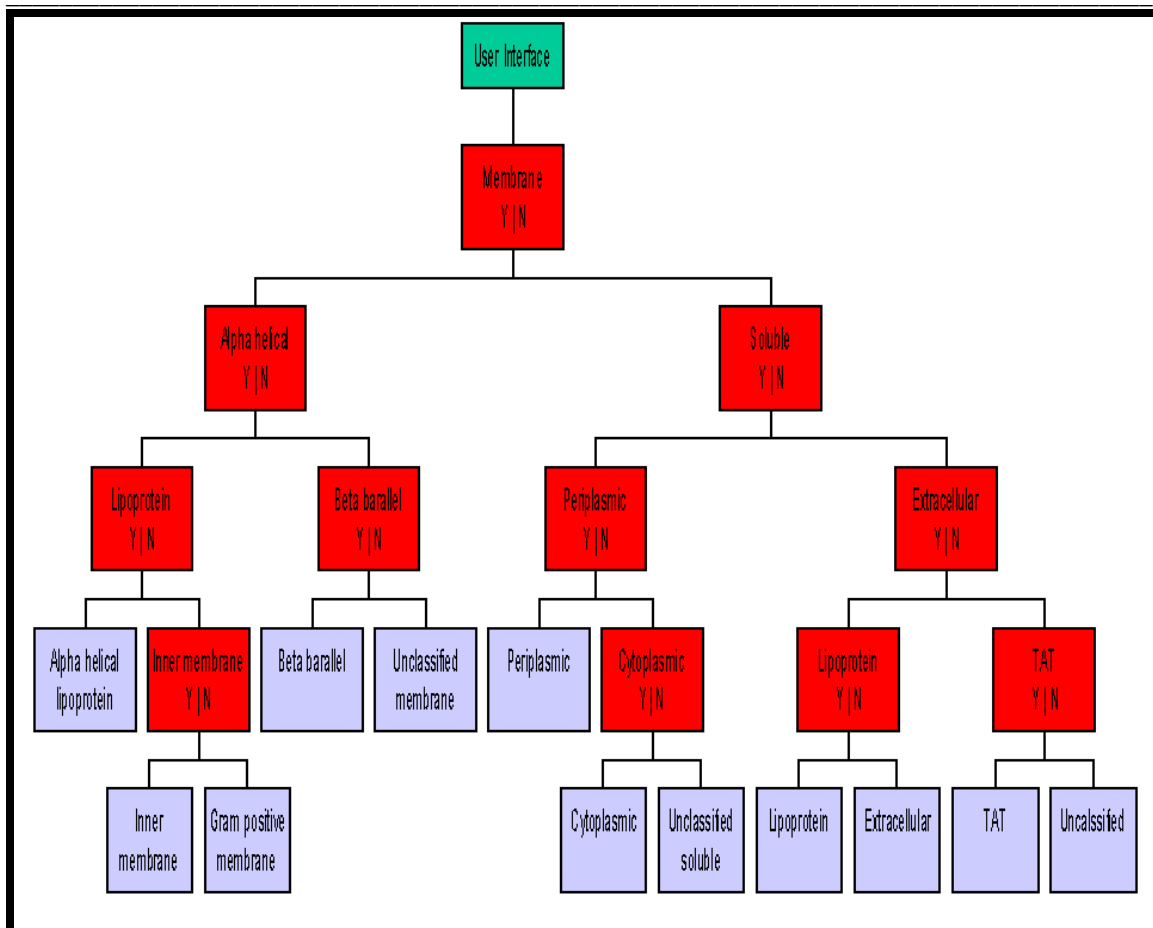 User Interface
Membrane
Y | N
Alpha helical
Y | N
Soluble
Y | N
Lipoprotein
Y | N
Beta barallel
Y | N
Periplasmic
Y | N
Extracellular
Y | N
Alpha helical
lipoprotein
Inner membrane
Y | N
Beta barallel
Unclassified
membrane
Periplasmic
Cytoplasmic
Y | N
Lipoprotein
Y | N
TAT
Y | N
Inner
membrane
Gram positive
membrane
Cytoplasmic
Unclassified
soluble
Lipoprotein
Extracellular
TAT
Uncalssified